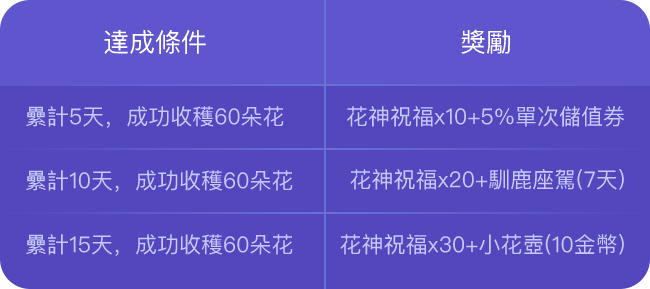 達成條件 獎勵
纍計5天，成功收穫60朵花 花神祝福x10+5%單次儲值券
纍計10天，成功收穫60朵花 花神祝福x20+馴鹿座駕(7天)
纍計15天，成功收穫60朵花 花神祝福x30+小花壺(10金幣)